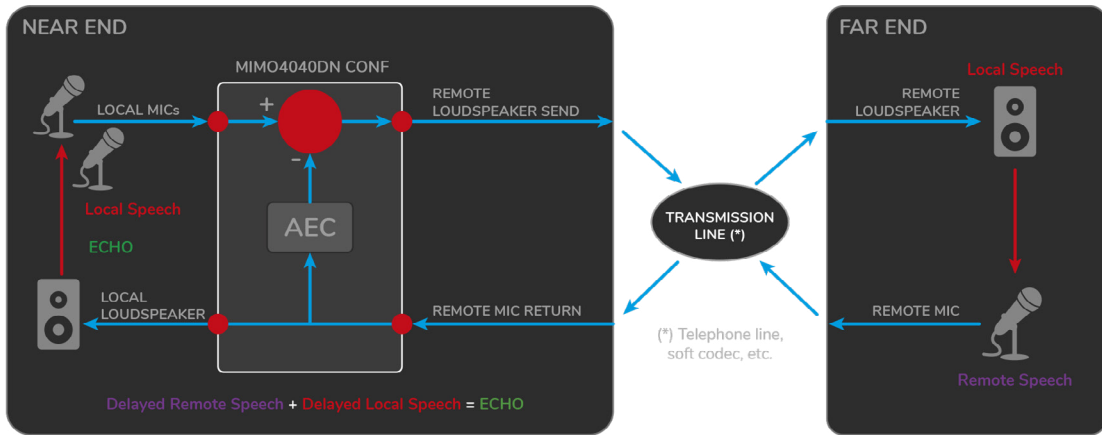 NEAR END
MIMO4040DN CONF
LOCAL MICs
+
-
REMOTE
LOUDSPEAKER SEND
Local Speech
ECHO
AEC
LOCAL
LOUDSPEAKER
REMOTE MIC RETURN
Delayed Remote Speech + Delayed Local Speech = ECHO
TRANSMISSION
LINE (*)
(*) Telephone line,
soft codec, etc.
FAR END
Local Speech
REMOTE
LOUDSPEAKER
REMOTE MIC
Remote Speech